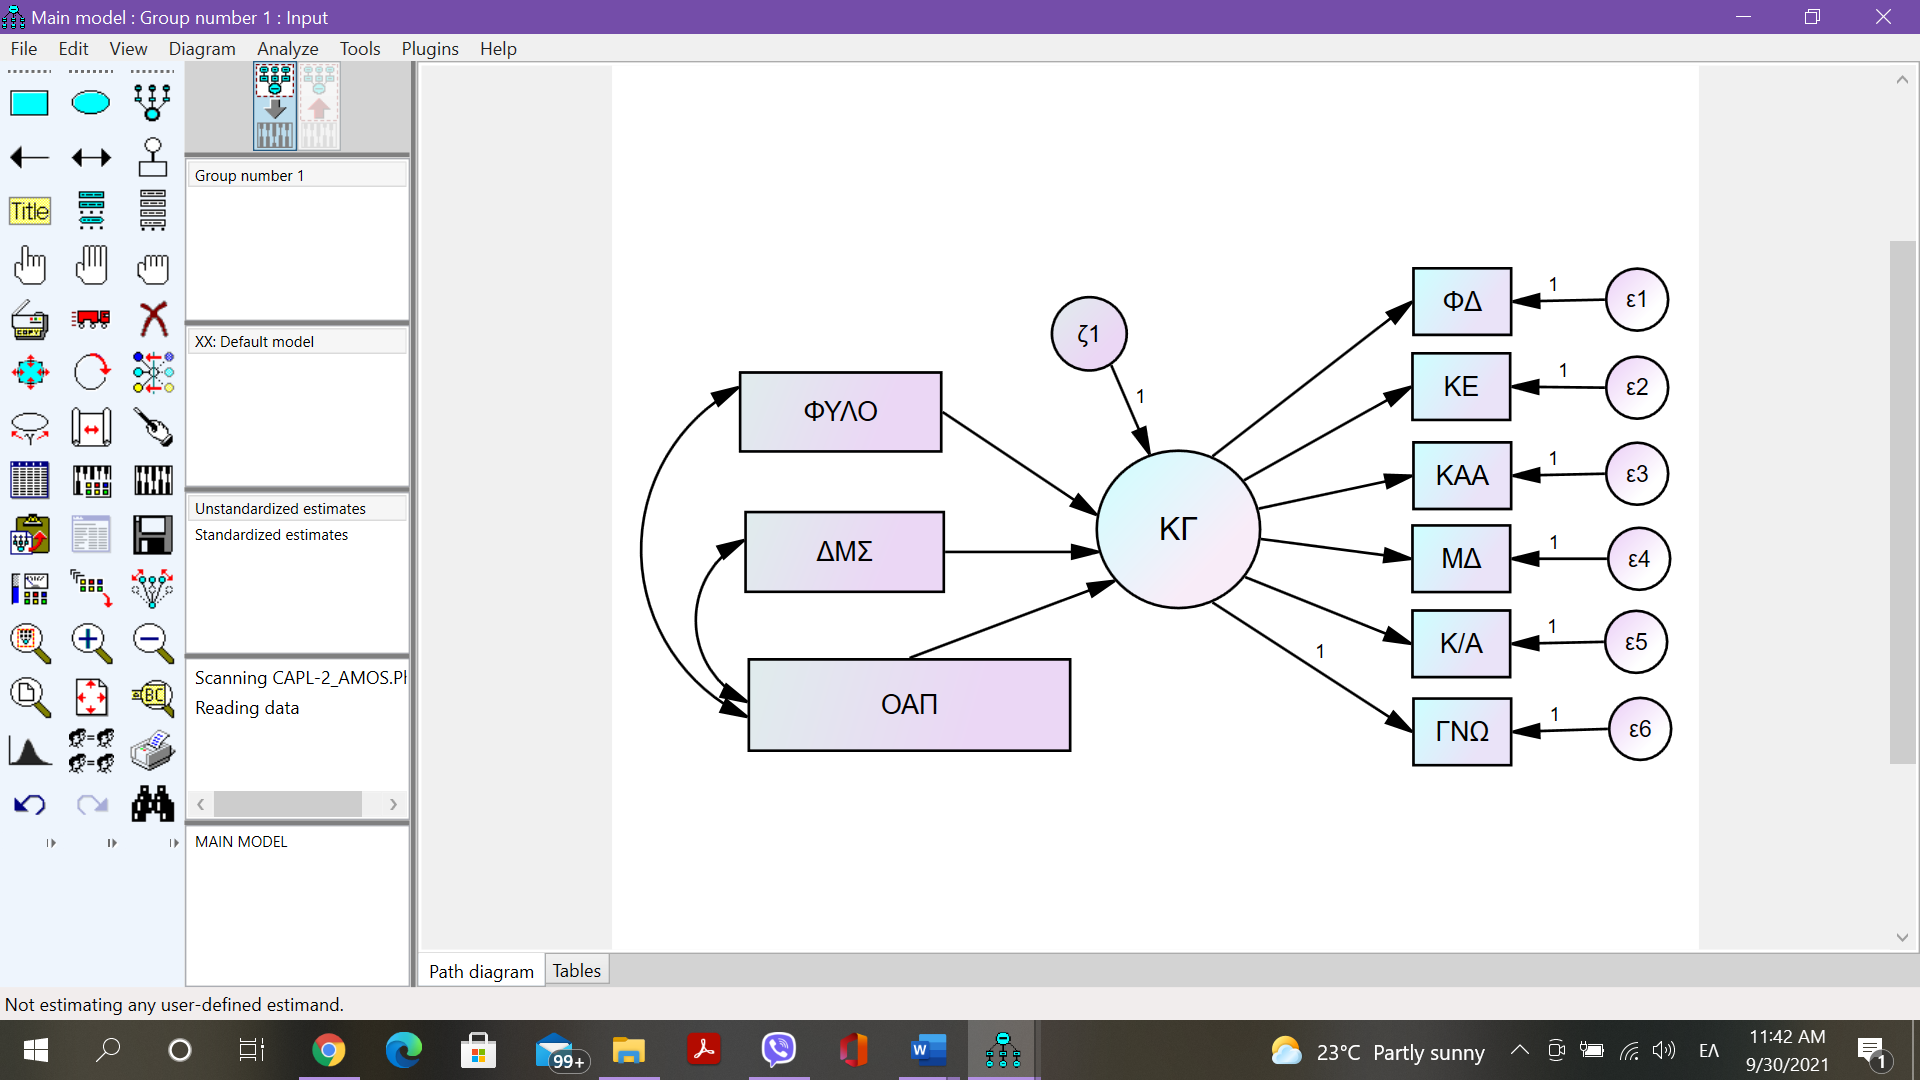 Main model : Group number 1 : Input
File Edit View Diagram Analyze Tools Plugins Help
Title
Group number 1
XX: Default model
Unstandardized estimates
Standardized estimates
Scanning CAPL-2_AMOS.
Reading data
MAIN MODEL
COPY
ABC
ζ1
1
ΦΥΛΟ
ΔΜΣ
ΟΑΠ
ΚΓ
1
ΦΔ
1
ε1
ΚΕ
1
ε2
ΚΑΑ
1
ε3
ΜΔ
1
ε4
Κ/Α
1
ε5
ΓΝΩ
1
ε6
Path diagram
Tables
Not estimating any user-defined estimand.
99+
W
23°C Partly sunny
ΕΛ
11:42 AM
9/30/2021
1